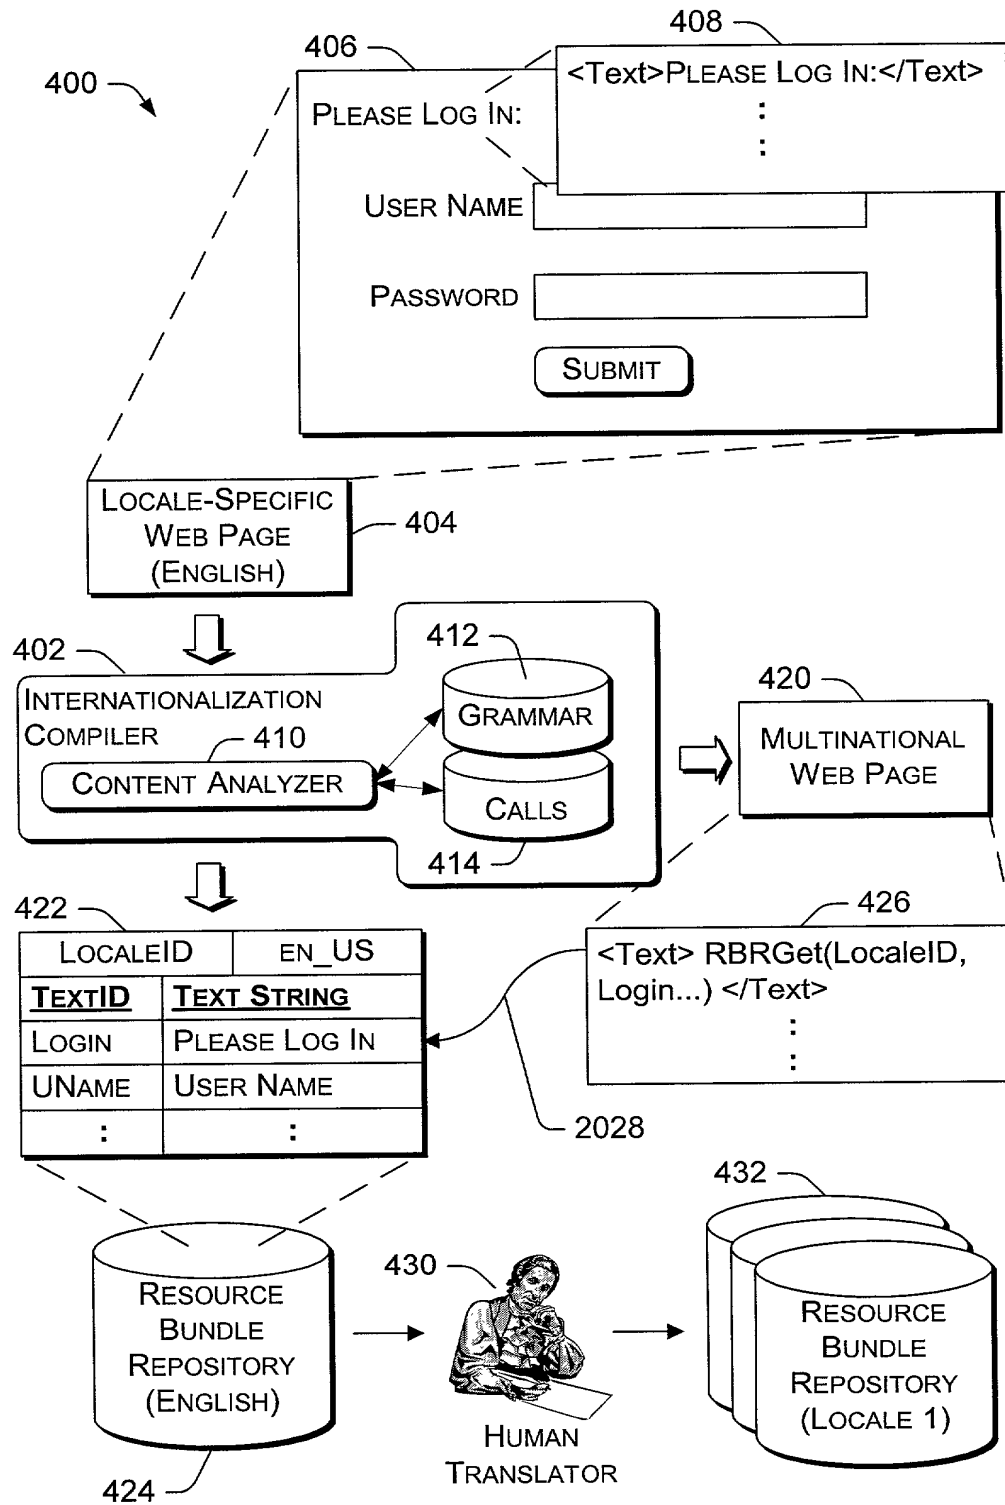 408
406
<Text>PLEASE LOG IN:</Text>
:
:
400
PLEASE LOG IN:
USER NAME
PASSWORD
SUBMIT
LOCALE-SPECIFIC
WEB PAGE
(ENGLISH)
404
402
412
420
INTERNATIONALIZATION
COMPILER
410
GRAMMAR
CONTENT ANALYZER
CALLS
414
MULTINATIONAL
WEB PAGE
422
426
LOCALEID EN_US
TEXTID TEXT STRING
LOGIN PLEASE LOG IN
UNAME USER NAME
: :
<Text> RBRGet(LocaleID,
Login...) </Text>
:
:
2028
432
430
RESOURCE
BUNDLE
REPOSITORY
(ENGLISH)
424
HUMAN
TRANSLATOR
RESOURCE
BUNDLE
REPOSITORY
(LOCALE 1)